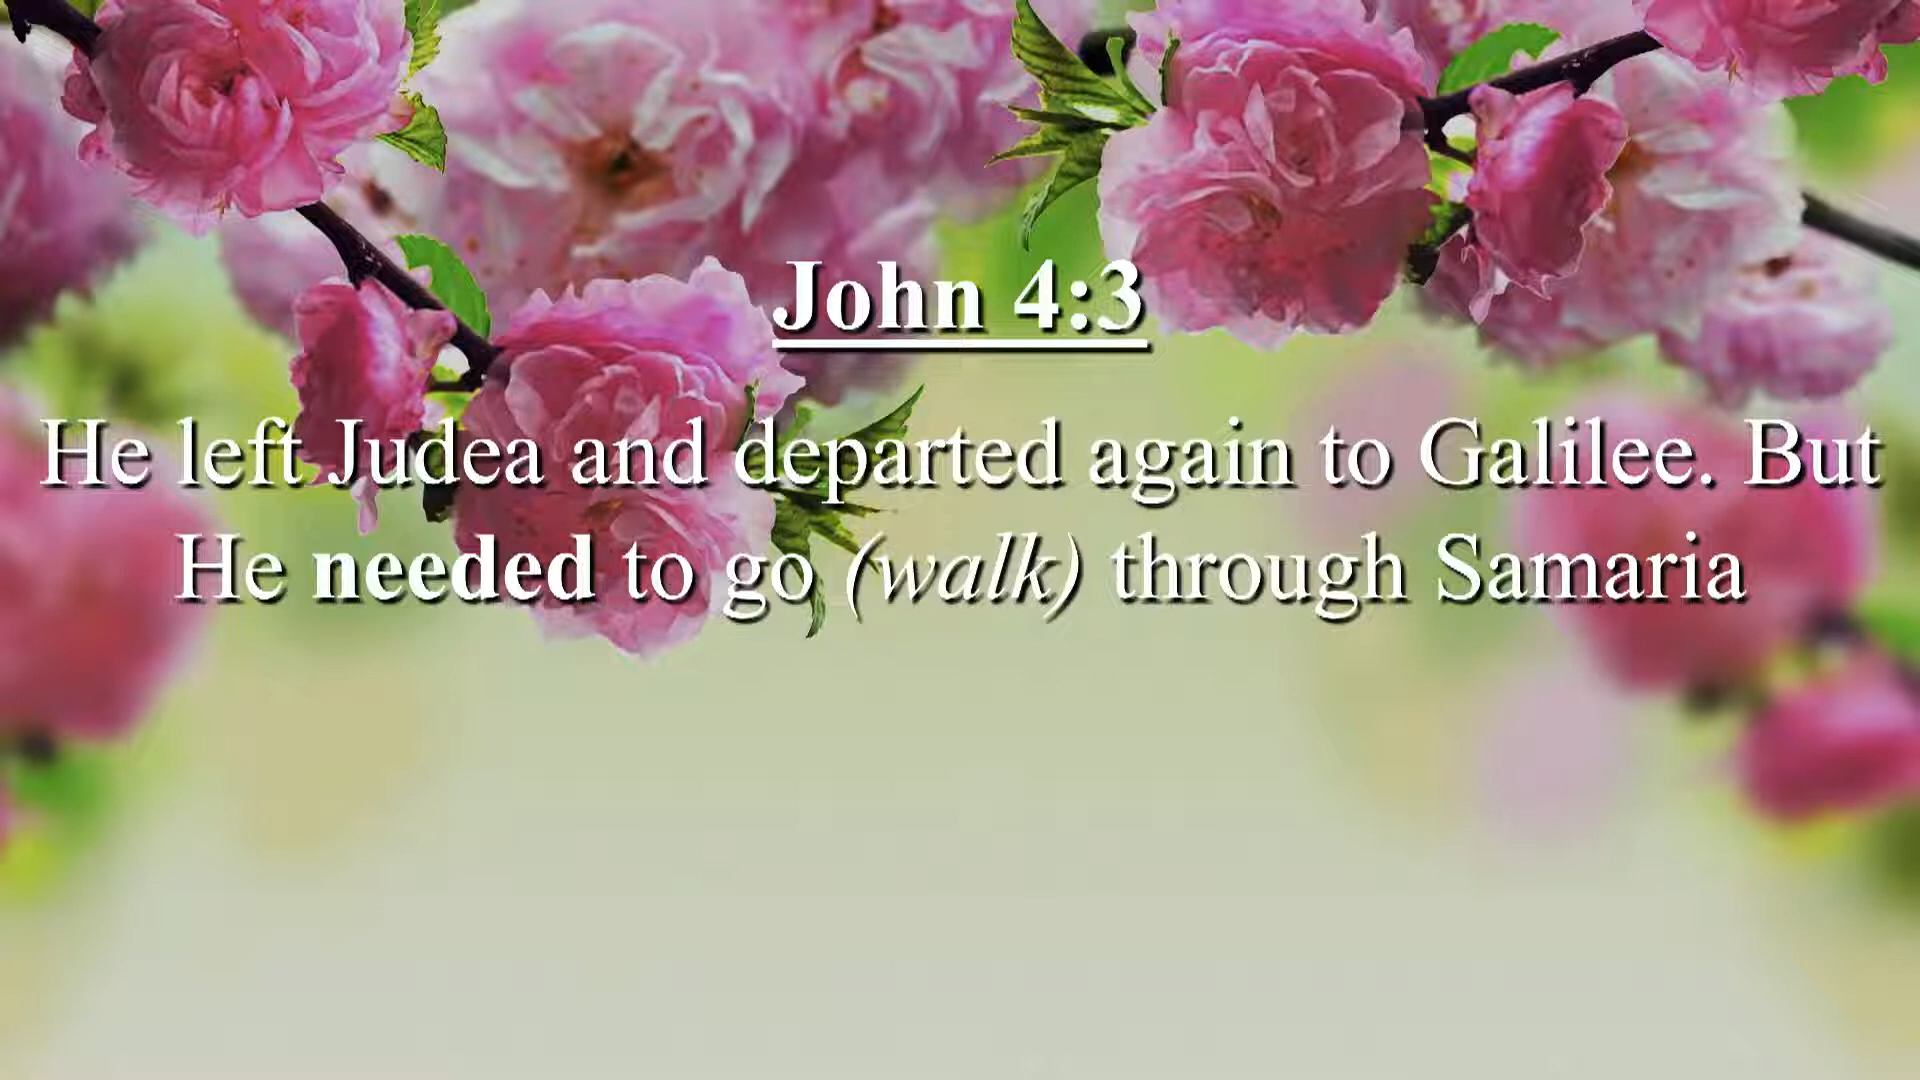 John 4:3
He left Judea and departed again to Galilee. But
He needed to go (walk) through Samaria